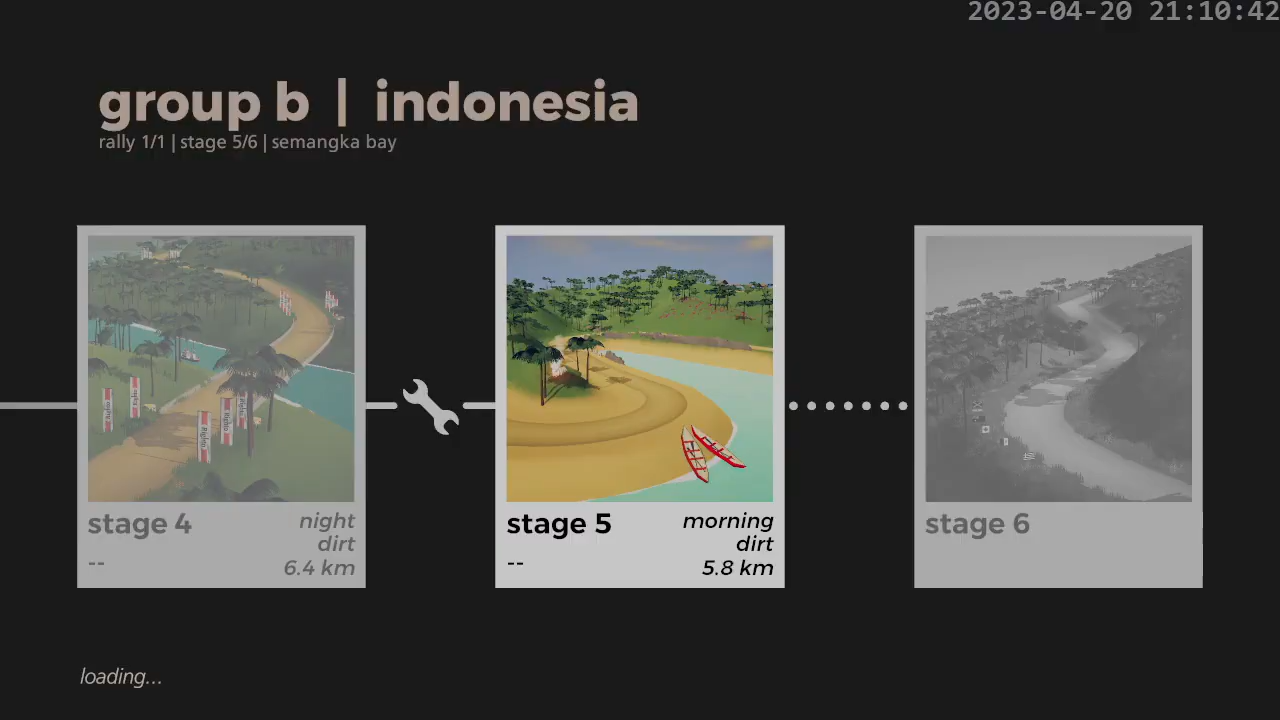 2023-04-20 21:10:42
group b | indonesia
rally 1/1 | stage 5/6 | semangka bay
stage 4
night
dirt
--
6.4 km
stage 5
morning
dirt
--
5.8 km
stage 6
loading...